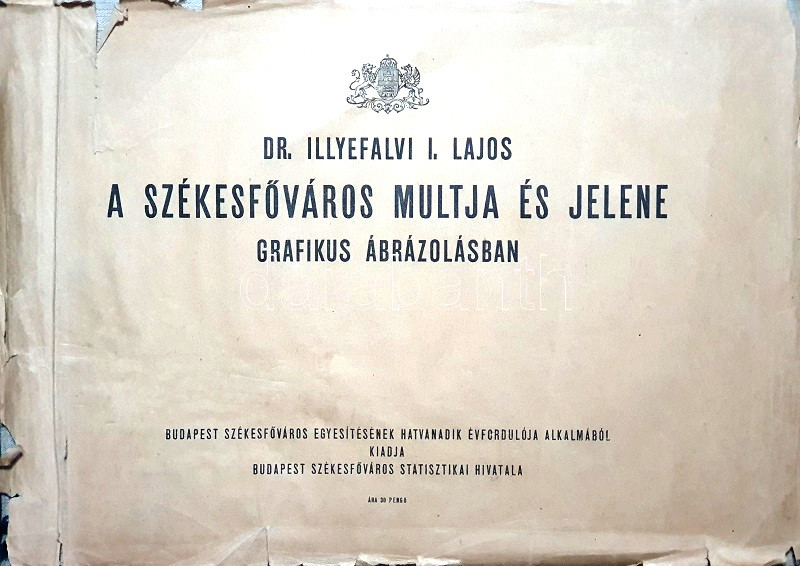 DR. ILLYEFALVI I. LAJOS
A SZÉKESFŐVÁROS MULTJA ÉS JELENE
GRAFIKUS ÁBRÁZOLÁSBAN
darabanth
BUDAPEST SZÉKESFŐVÁROS EGYESÍTÉSÉNEK HATVANADIK ÉVFORDULÓJA ALKALMÁBÓL
KIADJA
BUDAPEST SZÉKESFŐVÁROS STATISZTIKAI HIVATALA
ÁRA 30 PENGŐ